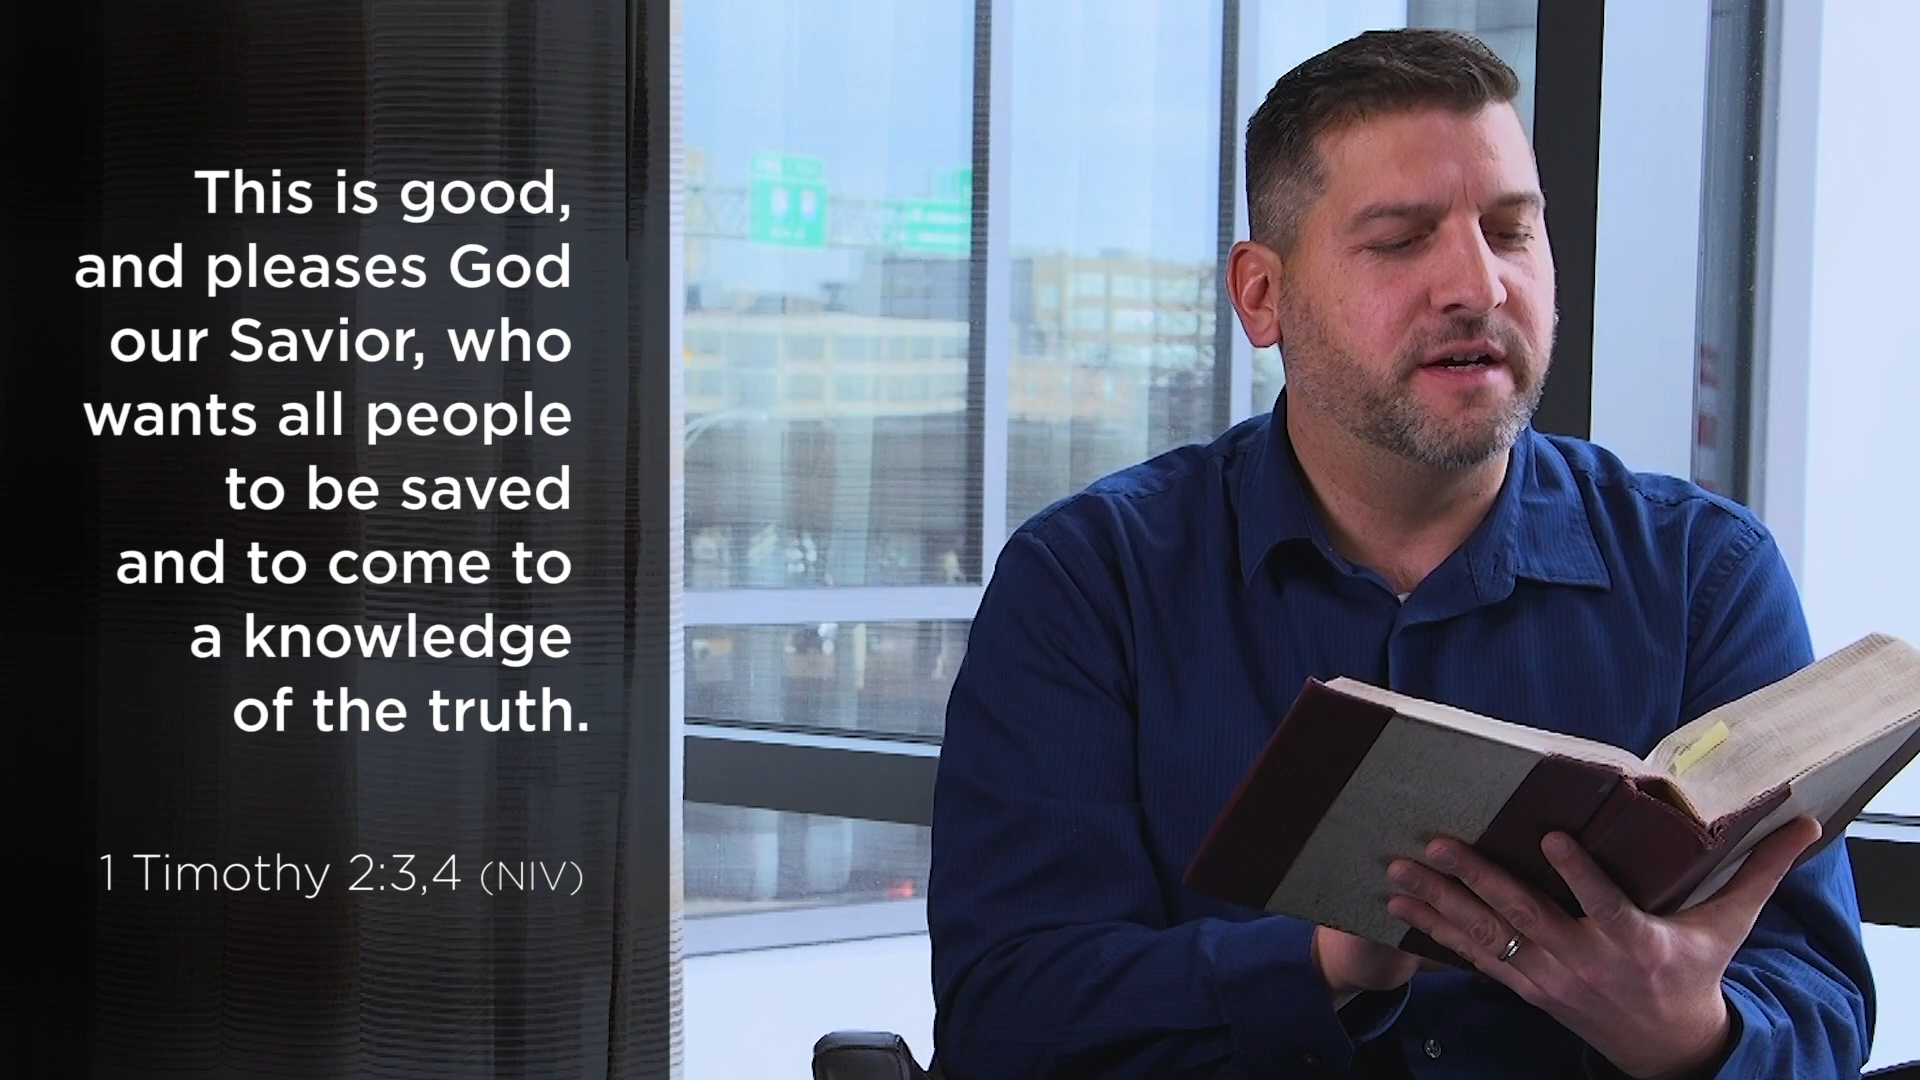 This is good,
and pleases God
our Savior, who
wants all people
to be saved
and to come to
a knowledge
of the truth.
1 Timothy 2:3,4 (NIV)